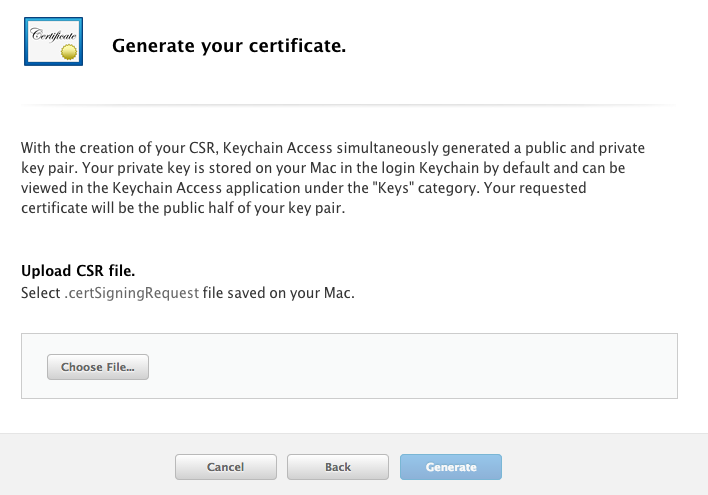 Certificate
Generate your certificate.
With the creation of your CSR, Keychain Access simultaneously generated a public and private
key pair. Your private key is stored on your Mac in the login Keychain by default and can be
viewed in the Keychain Access application under the "Keys" category. Your requested
certificate will be the public half of your key pair.
Upload CSR file.
Select .certSigningRequest file saved on your Mac.
Choose File...
Cancel
Back
Generate